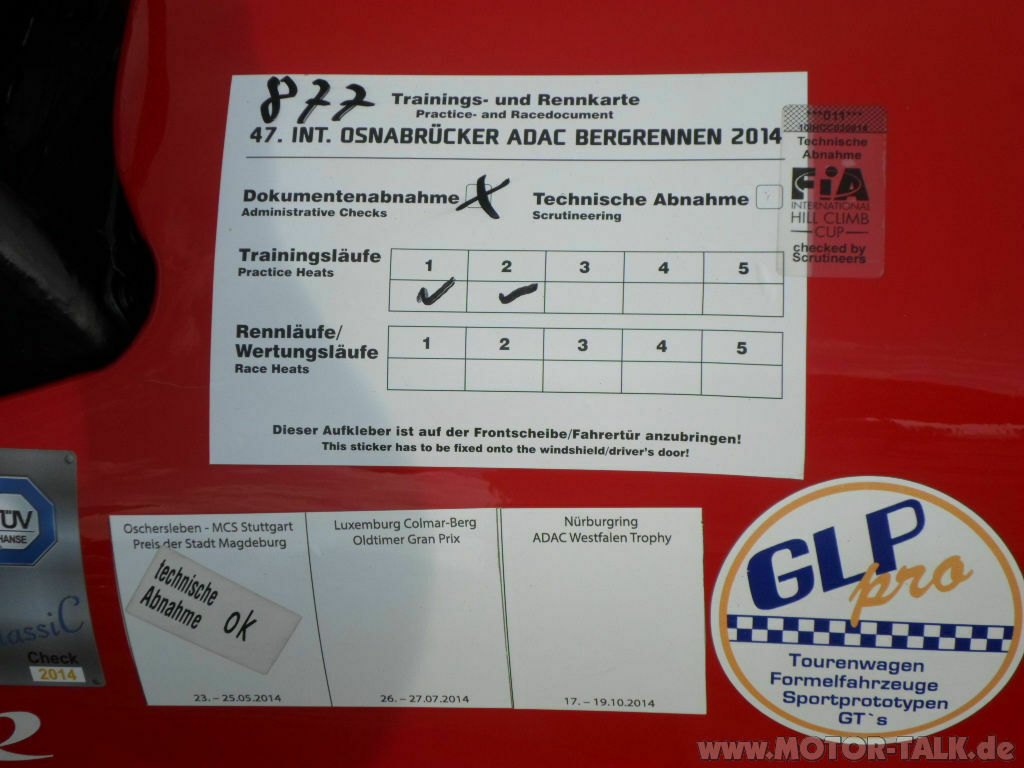 877
Trainings- und Rennkarte
Practice- and Racedocument
47. INT. OSNABRÜCKER ADAC BERGRENNEN 2014
***011***
Technische
Abnahme
FiA
INTERNATIONAL
HILL CLIMB
CUP
checked by
Scrutineers
Dokumentenabnahme X
Administrative Checks
Technische Abnahme
Scrutineering
Trainingsläufe
Practice Heats
1 2 3 4 5
✓ ✓
Rennläufe/
Wertungsläufe
Race Heats
1 2 3 4 5
Dieser Aufkleber ist auf der Frontscheibe/Fahrertür anzubringen!
This sticker has to be fixed onto the windshield/driver's door!
TÜV
HANSE
Classic
Check
2014
Oschersleben - MCS Stuttgart
Preis der Stadt Magdeburg
technische
Abnahme ok
23. – 25.05.2014
Luxemburg Colmar-Berg
Oldtimer Gran Prix
26. – 27.07.2014
Nürburgring
ADAC Westfalen Trophy
17. – 19.10.2014
GLP
pro
Tourenwagen
Formelfahrzeuge
Sportprototypen
GT`s
R
www.MOTOR-TALK.de